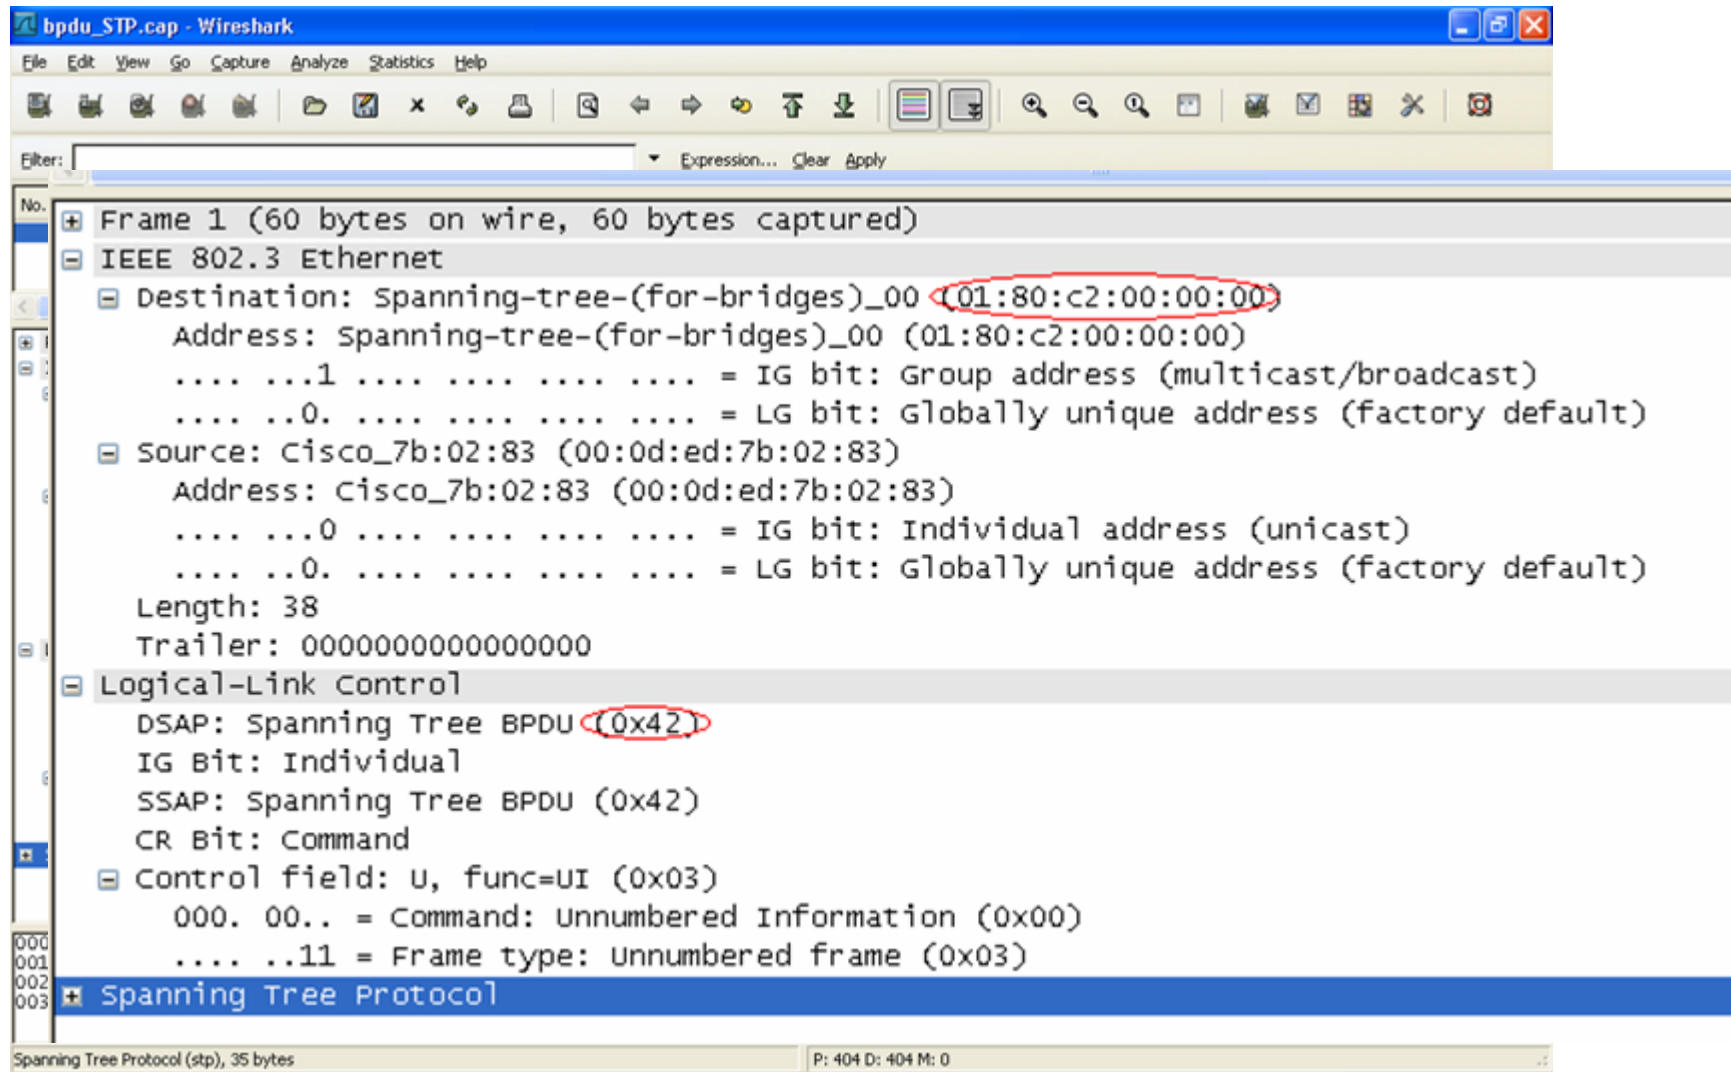 bpdu_STP.cap - Wireshark
File Edit View Go Capture Analyze Statistics Help
Filter: Expression... Clear Apply
No.
Frame 1 (60 bytes on wire, 60 bytes captured)
IEEE 802.3 Ethernet
Destination: Spanning-tree-(for-bridges)_00 (01:80:c2:00:00:00)
Address: Spanning-tree-(for-bridges)_00 (01:80:c2:00:00:00)
.... ...1 .... .... .... .... = IG bit: Group address (multicast/broadcast)
.... ..0. .... .... .... .... = LG bit: Globally unique address (factory default)
Source: Cisco_7b:02:83 (00:0d:ed:7b:02:83)
Address: Cisco_7b:02:83 (00:0d:ed:7b:02:83)
.... ...0 .... .... .... .... = IG bit: Individual address (unicast)
.... ..0. .... .... .... .... = LG bit: Globally unique address (factory default)
Length: 38
Trailer: 0000000000000000
Logical-Link Control
DSAP: Spanning Tree BPDU (0x42)
IG Bit: Individual
SSAP: Spanning Tree BPDU (0x42)
CR Bit: Command
Control field: U, func=UI (0x03)
000. 00.. = Command: Unnumbered Information (0x00)
.... ..11 = Frame type: Unnumbered frame (0x03)
000
001
002
003
Spanning Tree Protocol
Spanning Tree Protocol (stp), 35 bytes P: 404 D: 404 M: 0